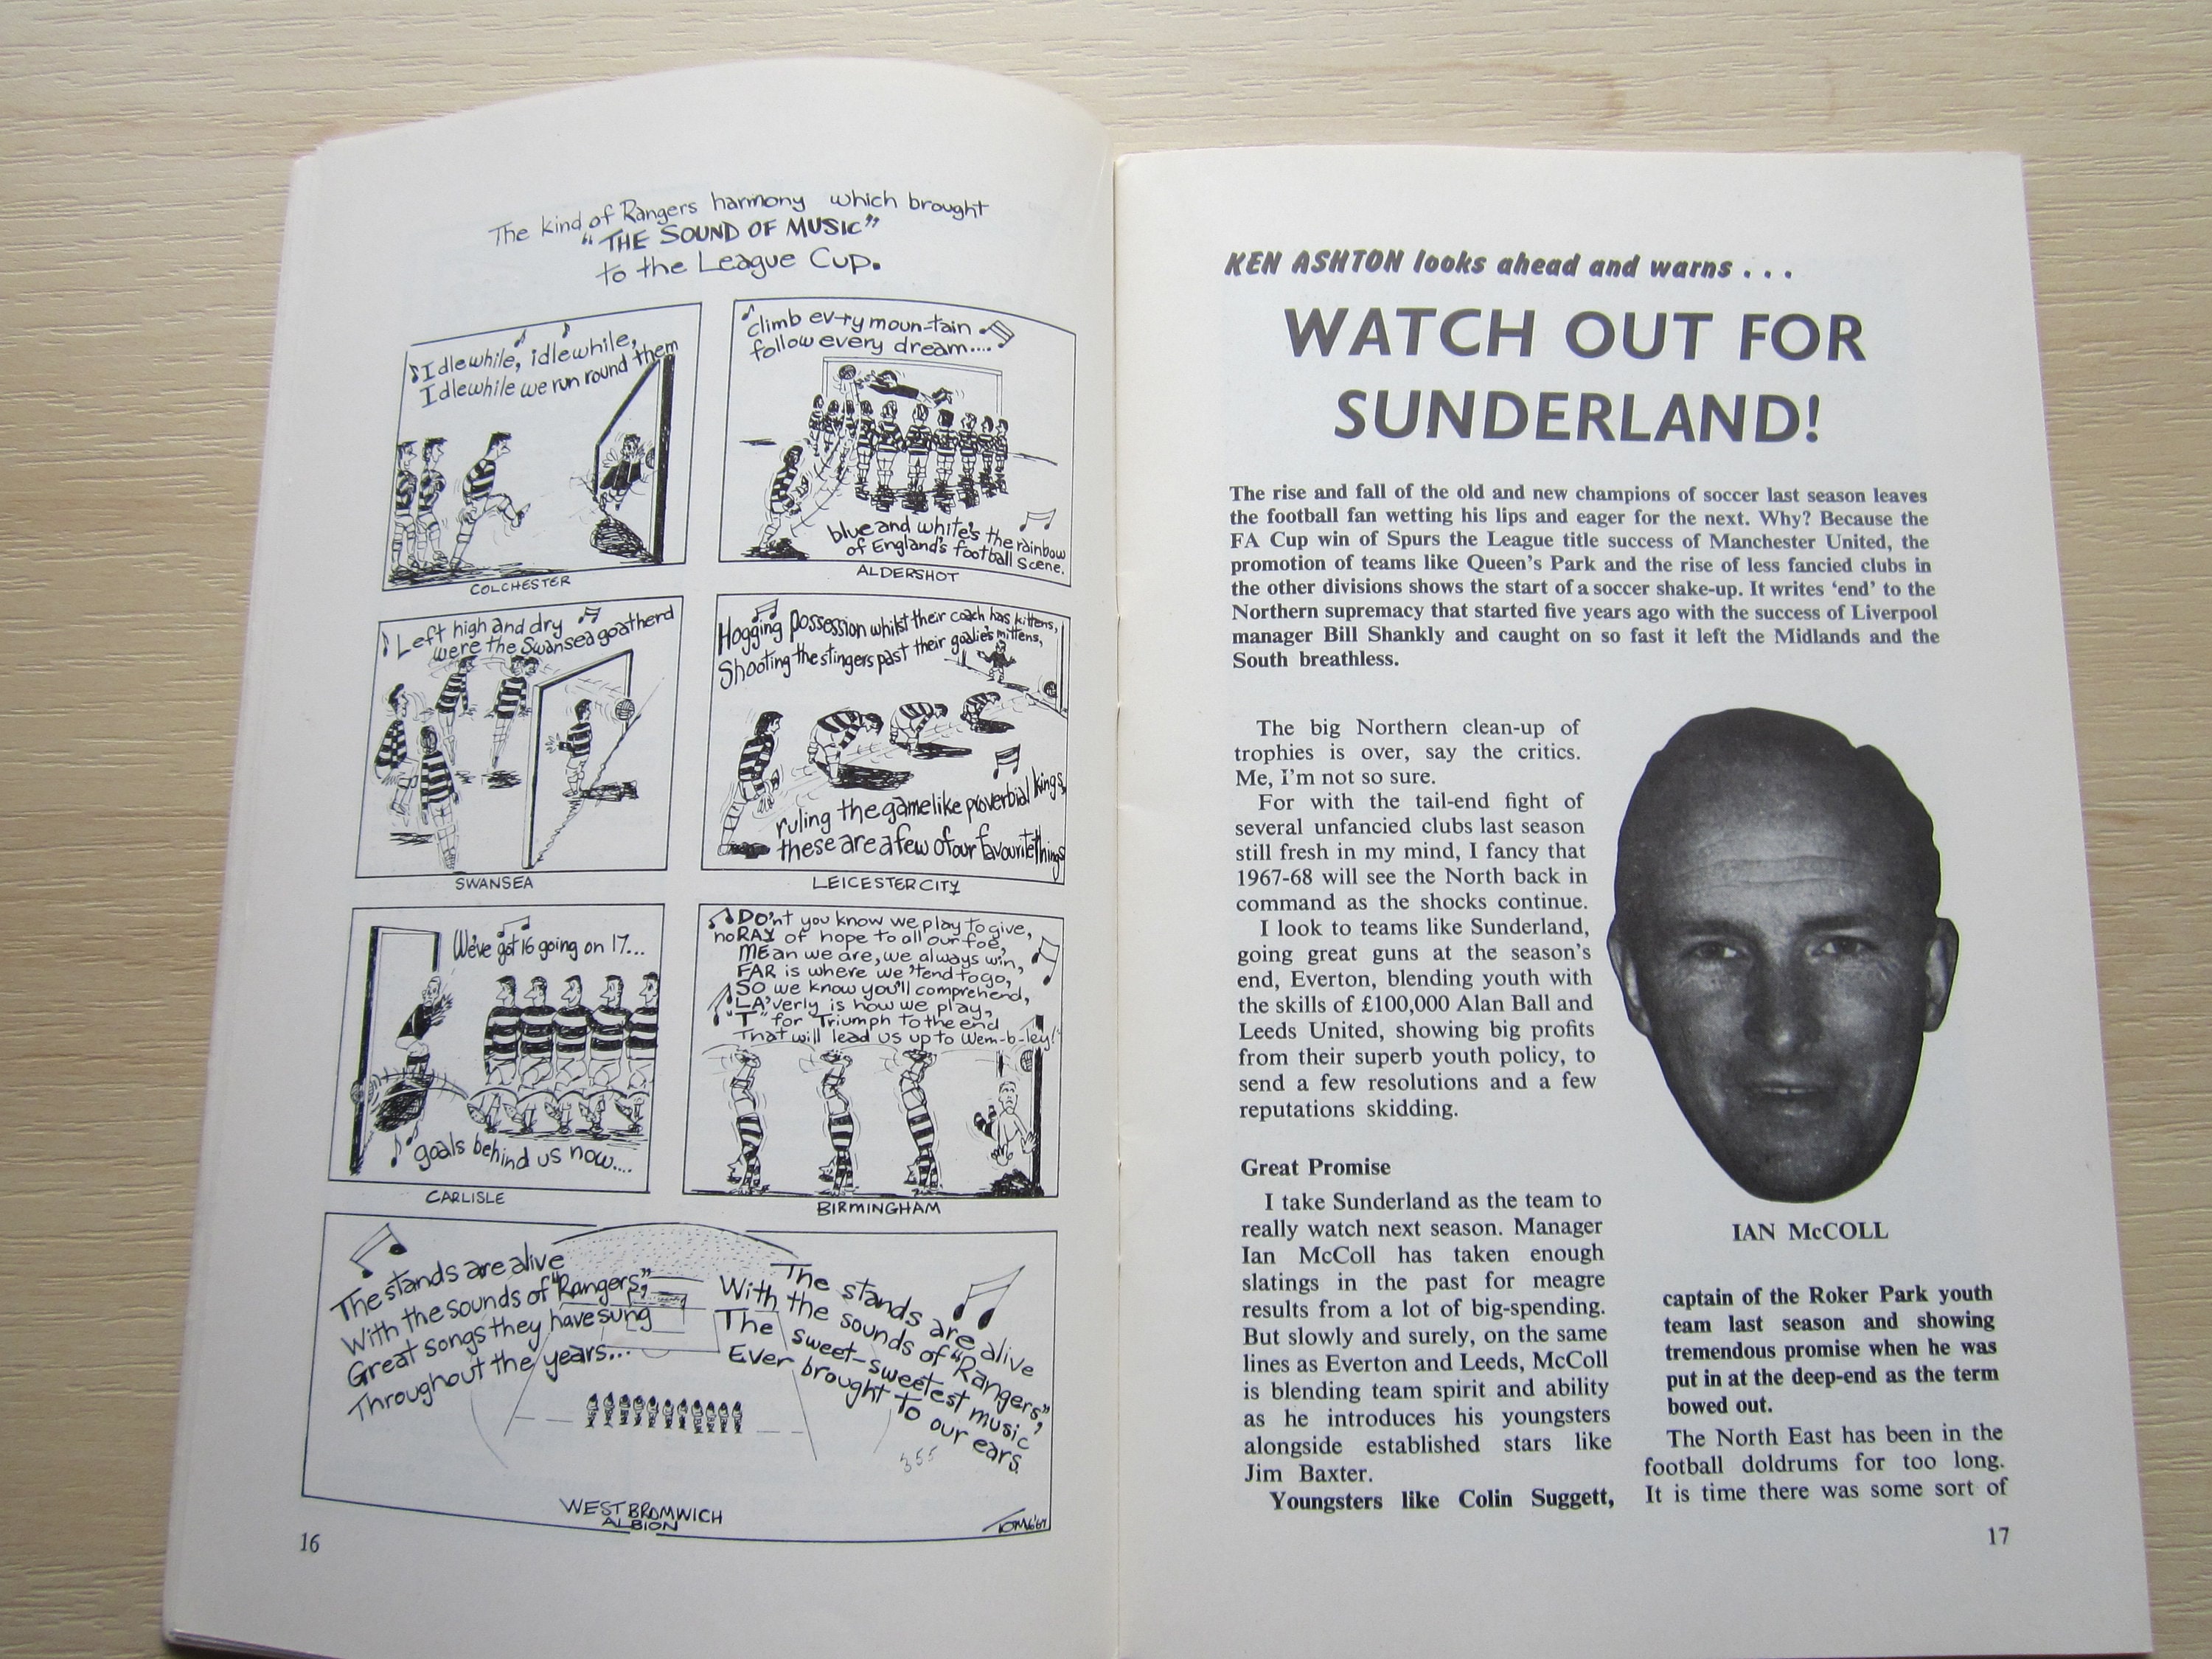 The kind of Rangers harmony which brought
"THE SOUND OF MUSIC"
to the League Cup.
Idlewhile, idlewhile,
Idlewhile we run round them
COLCHESTER
climb ev-ry moun-tain
follow every dream....
blue and white's the rainbow
of England's football scene.
ALDERSHOT
Left high and dry
were the Swansea goatherd
SWANSEA
Hogging possession whilst their coach has kittens,
Shooting the stingers past their goalie's mittens,
ruling the game like proverbial kings,
these are a few of our favourite things
LEICESTER CITY
We've got 16 going on 17...
goals behind us now....
CARLISLE
DO'nt you know we play to give,
no RAY of hope to all our foe,
MEan we are, we always win,
FAR is where we 'tend to go,
SO we know you'll comprehend,
LA'verly is how we play,
"T" for Triumph to the end
That will lead us up to Wem-b-ley!
BIRMINGHAM
The stands are alive
With the sounds of "Rangers",
Great songs they have sung
Throughout the years...
The stands are alive
With the sounds of "Rangers",
The sweet-sweetest music
Ever brought to our ears.
355
WEST BROMWICH
ALBION
16
KEN ASHTON looks ahead and warns . . .
WATCH OUT FOR
SUNDERLAND!
The rise and fall of the old and new champions of soccer last season leaves
the football fan wetting his lips and eager for the next. Why? Because the
FA Cup win of Spurs the League title success of Manchester United, the
promotion of teams like Queen's Park and the rise of less fancied clubs in
the other divisions shows the start of a soccer shake-up. It writes 'end' to the
Northern supremacy that started five years ago with the success of Liverpool
manager Bill Shankly and caught on so fast it left the Midlands and the
South breathless.
The big Northern clean-up of
trophies is over, say the critics.
Me, I'm not so sure.
For with the tail-end fight of
several unfancied clubs last season
still fresh in my mind, I fancy that
1967-68 will see the North back in
command as the shocks continue.
I look to teams like Sunderland,
going great guns at the season's
end, Everton, blending youth with
the skills of £100,000 Alan Ball and
Leeds United, showing big profits
from their superb youth policy, to
send a few resolutions and a few
reputations skidding.
Great Promise
I take Sunderland as the team to
really watch next season. Manager
Ian McColl has taken enough
slatings in the past for meagre
results from a lot of big-spending.
But slowly and surely, on the same
lines as Everton and Leeds, McColl
is blending team spirit and ability
as he introduces his youngsters
alongside established stars like
Jim Baxter.
Youngsters like Colin Suggett,
IAN McCOLL
captain of the Roker Park youth
team last season and showing
tremendous promise when he was
put in at the deep-end as the term
bowed out.
The North East has been in the
football doldrums for too long.
It is time there was some sort of
17